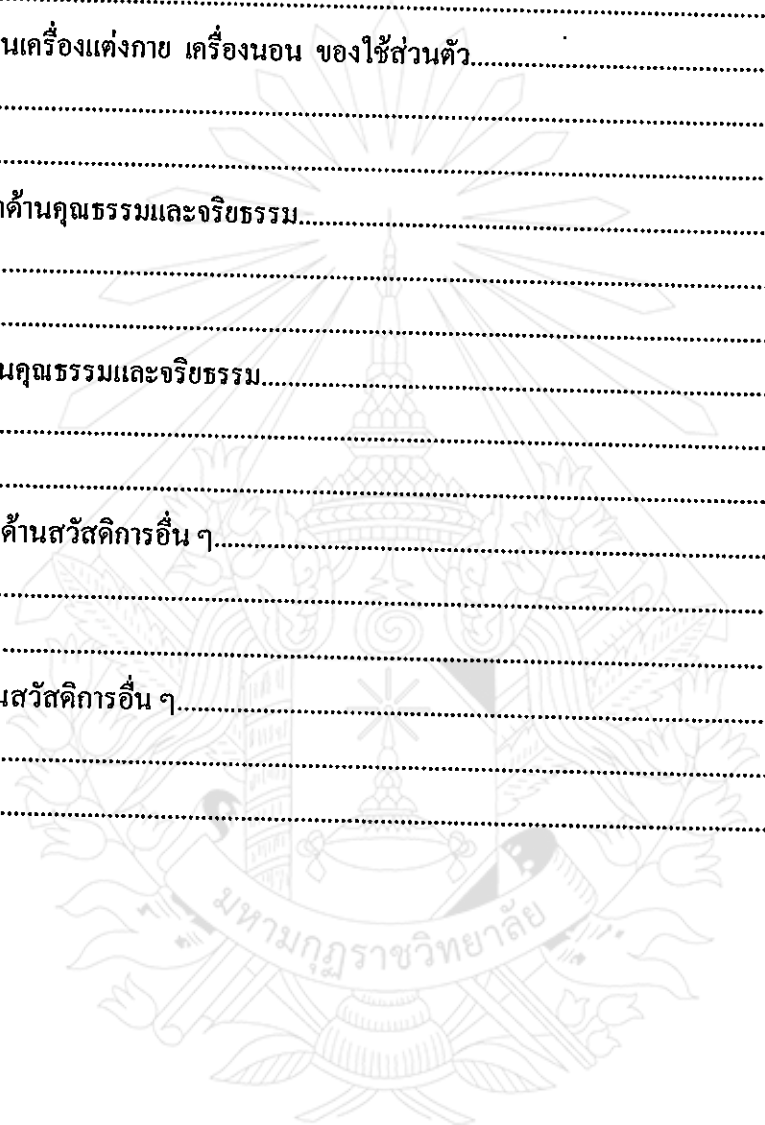 นเครื่องแต่งกาย เครื่องนอน ของใช้ส่วนตัว
ด้านคุณธรรมและจริยธรรม
นคุณธรรมและจริยธรรม
ด้านสวัสดิการอื่น ๆ
นสวัสดิการอื่น ๆ
มหามกุฏราชวิทยาลัย